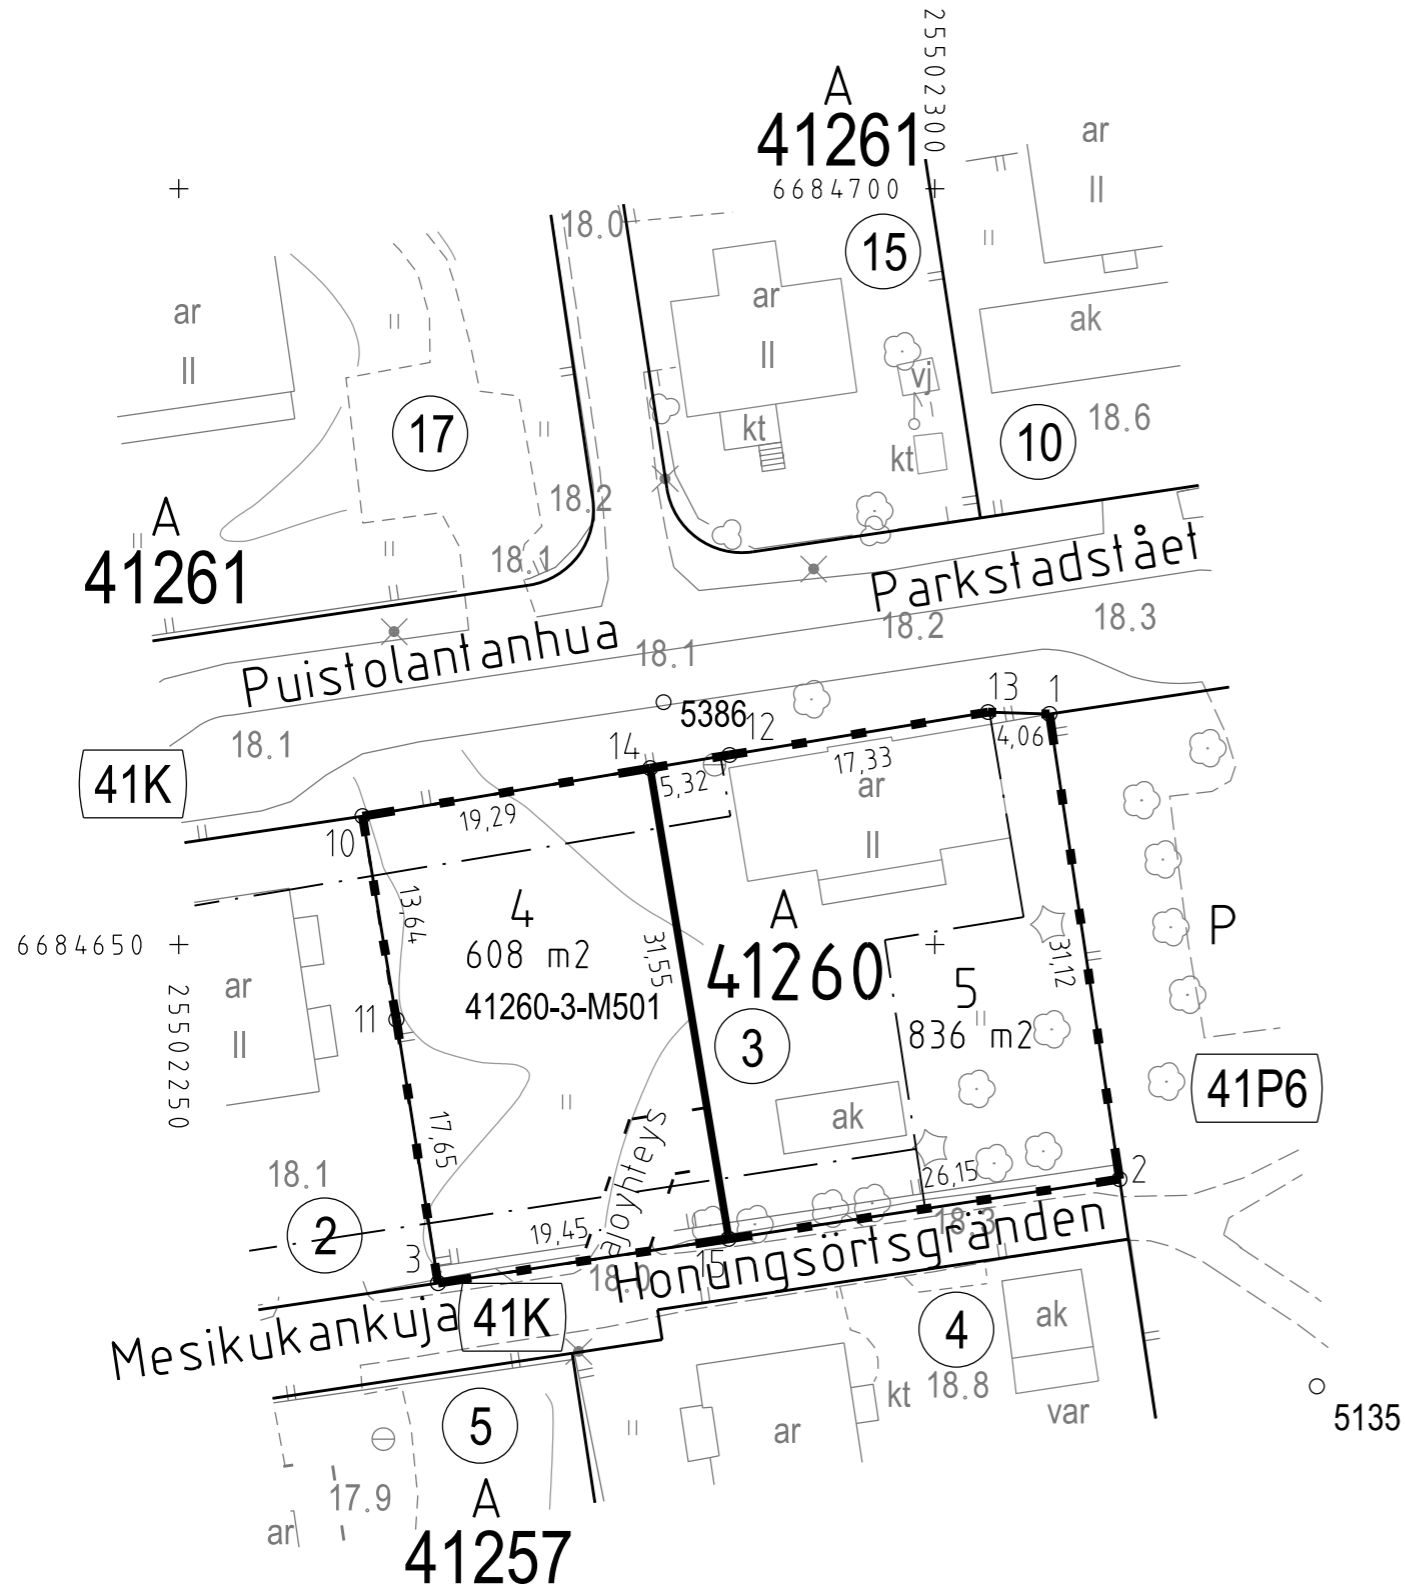 A
41261
25502300
6684700
ar
II
18.0
15
ar
II
ar
II
ak
vj
kt
kt
17
18.6
10
18.2
18.1
A
41261
Parkstadstået
Puistolantanhua
18.2
18.3
18.1
18.1
5386
12
13
1
14
41K
5,32
17,33
4,06
ar
II
19,29
10
13,64
4
608 m2
41260-3-M501
31,55
A
41260
3
5
836 m2
31,12
P
6684650
25502250
ar
II
11
17,65
ajoyhteys
ak
41P6
18.1
2
26,15
2
18.3
19,45
3
15
18.0
Honungsörtsgränden
Mesikukankuja
41K
4
ak
18.8
kt
var
5
ar
5135
17.9
ar
A
41257